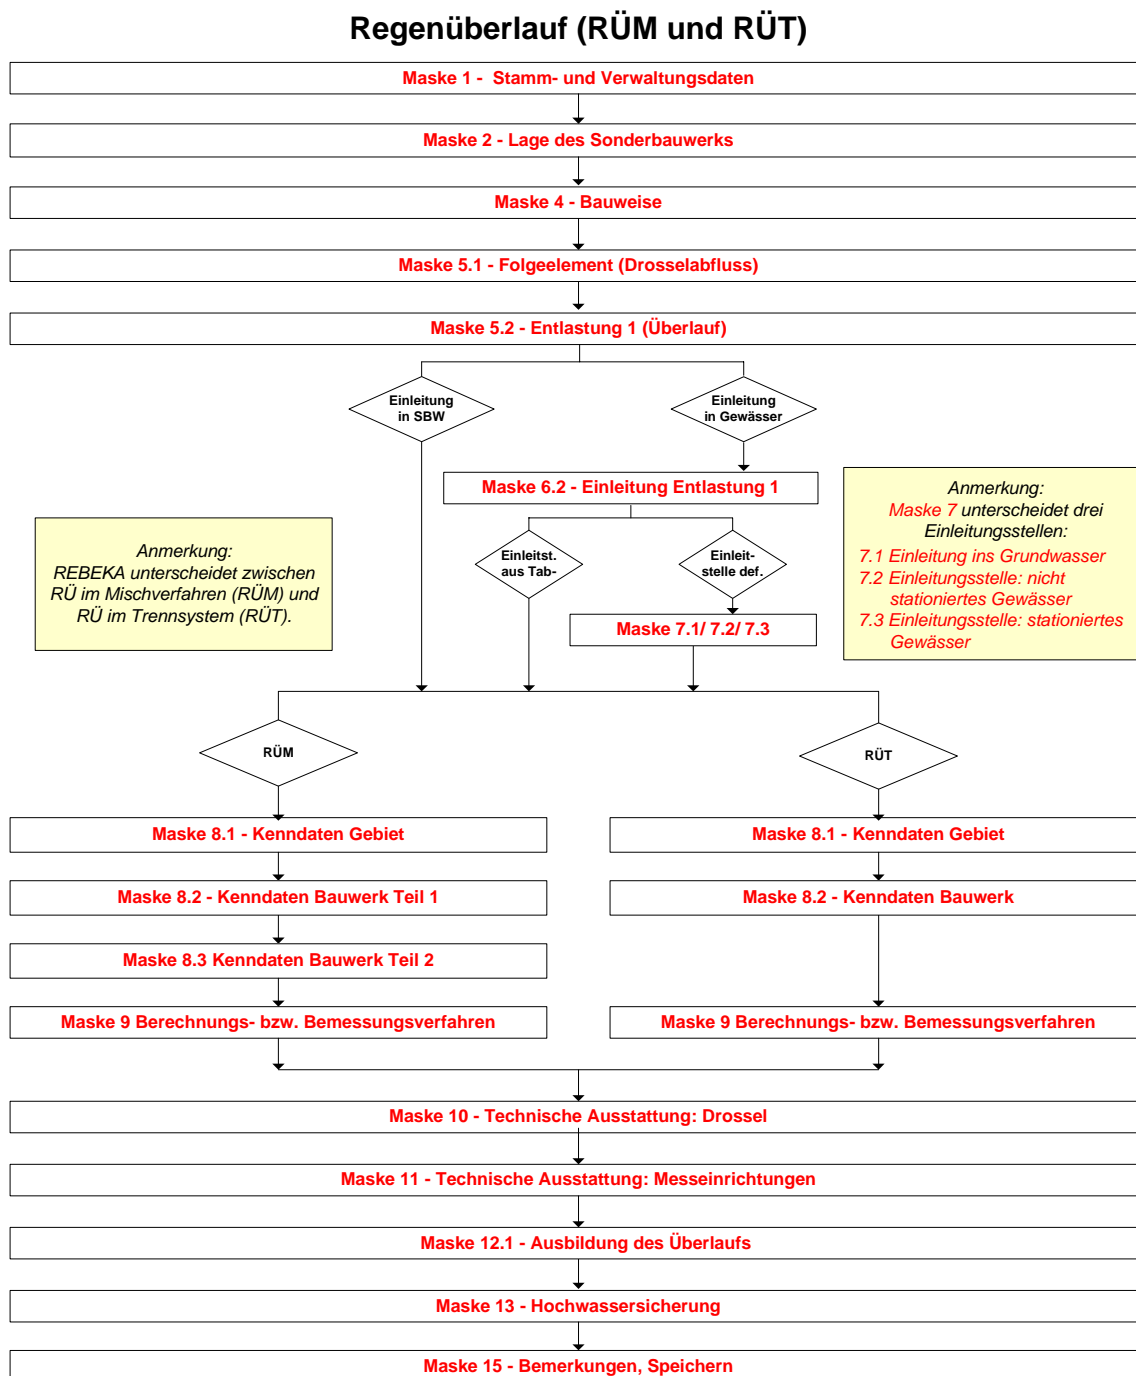 Regenüberlauf (RÜM und RÜT)
Maske 1 -  Stamm- und Verwaltungsdaten
Maske 2 - Lage des Sonderbauwerks
Maske 4 - Bauweise
Maske 5.1 - Folgeelement (Drosselabfluss)
Maske 5.2 - Entlastung 1 (Überlauf)
Einleitung
in SBW
Einleitung
in Gewässer
Maske 6.2 - Einleitung Entlastung 1
Anmerkung:
Maske 7 unterscheidet drei
Einleitungsstellen:
7.1 Einleitung ins Grundwasser
7.2 Einleitungsstelle: nicht
stationiertes Gewässer
7.3 Einleitungsstelle: stationiertes
Gewässer
Anmerkung:
REBEKA unterscheidet zwischen
RÜ im Mischverfahren (RÜM) und
RÜ im Trennsystem (RÜT).
Einleitst.
aus Tab-
Einleit-
stelle def.
Maske 7.1/ 7.2/ 7.3
RÜM
RÜT
Maske 8.1 - Kenndaten Gebiet
Maske 8.1 - Kenndaten Gebiet
Maske 8.2 - Kenndaten Bauwerk Teil 1
Maske 8.2 - Kenndaten Bauwerk
Maske 8.3 Kenndaten Bauwerk Teil 2
Maske 9 Berechnungs- bzw. Bemessungsverfahren
Maske 9 Berechnungs- bzw. Bemessungsverfahren
Maske 10 - Technische Ausstattung: Drossel
Maske 11 - Technische Ausstattung: Messeinrichtungen
Maske 12.1 - Ausbildung des Überlaufs
Maske 13 - Hochwassersicherung
Maske 15 - Bemerkungen, Speichern